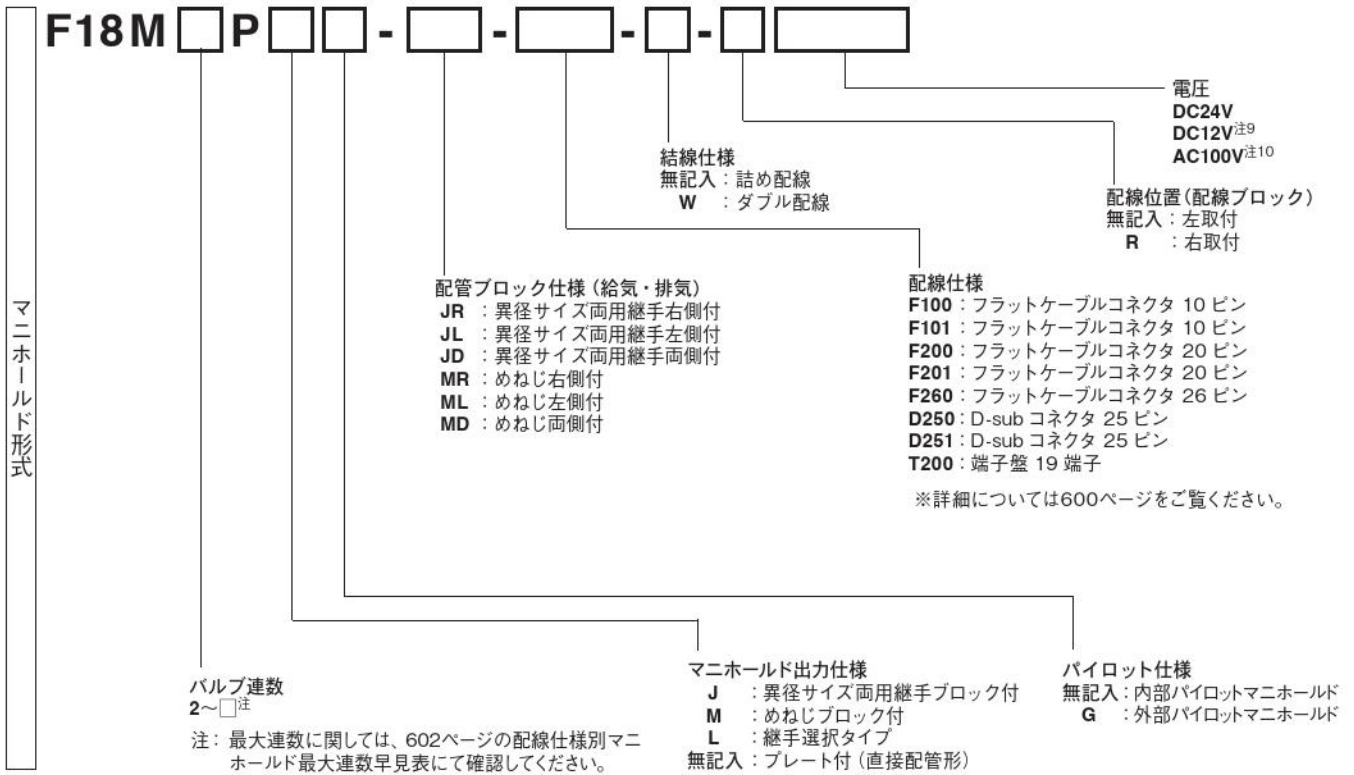 F18M□P□□-□-□-□-□□
電圧
DC24V
DC12V注9
AC100V注10
結線仕様
無記入：詰め配線
W ：ダブル配線
配線位置（配線ブロック）
無記入：左取付
R ：右取付
配管ブロック仕様（給気・排気）
JR ：異径サイズ両用継手右側付
JL ：異径サイズ両用継手左側付
JD ：異径サイズ両用継手両側付
MR ：めねじ右側付
ML ：めねじ左側付
MD ：めねじ両側付
配線仕様
F100：フラットケーブルコネクタ 10 ピン
F101：フラットケーブルコネクタ 10 ピン
F200：フラットケーブルコネクタ 20 ピン
F201：フラットケーブルコネクタ 20 ピン
F260：フラットケーブルコネクタ 26 ピン
D250：D-sub コネクタ 25 ピン
D251：D-sub コネクタ 25 ピン
T200：端子盤 19 端子
※詳細については600ページをご覧ください。
マニホールド形式
バルブ連数
2～□注
注：最大連数に関しては、602ページの配線仕様別マニ
ホールド最大連数早見表にて確認してください。
マニホールド出力仕様
J ：異径サイズ両用継手ブロック付
M ：めねじブロック付
L ：継手選択タイプ
無記入：プレート付（直接配管形）
パイロット仕様
無記入：内部パイロットマニホールド
G ：外部パイロットマニホールド